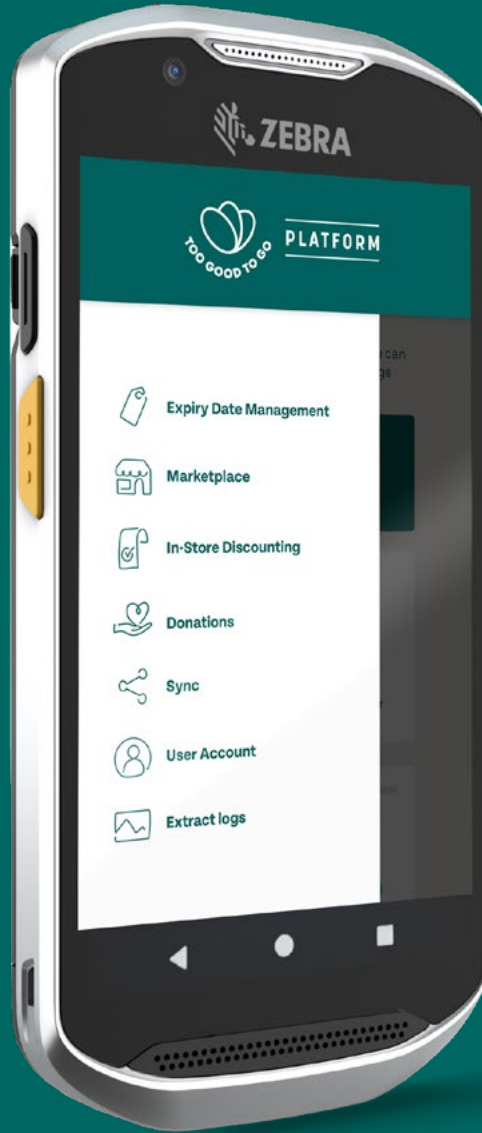 ZEBRA
TOO GOOD TO GO
PLATFORM
can
Expiry Date Management
Marketplace
In-Store Discounting
Donations
Sync
User Account
Extract logs